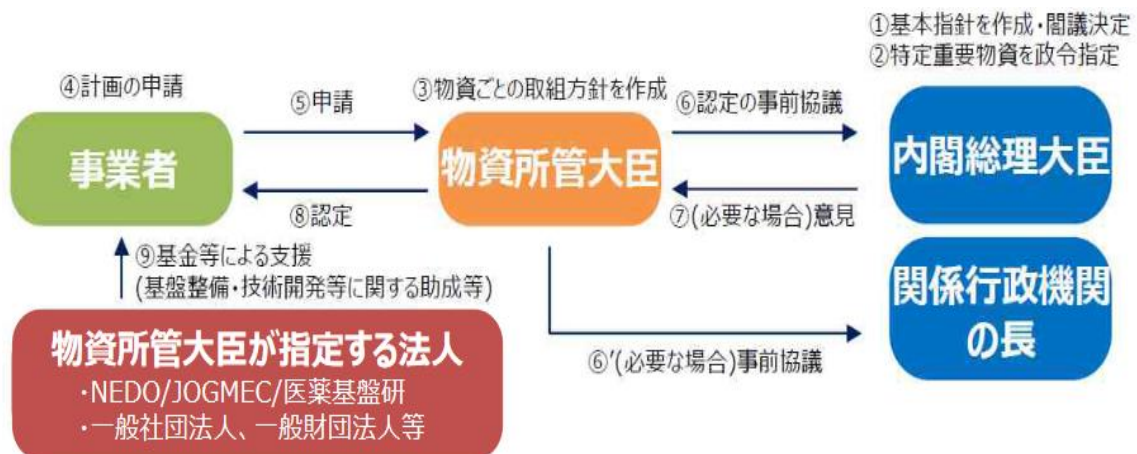 ①基本指針を作成・閣議決定
②特定重要物資を政令指定
④計画の申請
⑤申請
③物資ごとの取組方針を作成
⑥認定の事前協議
事業者
物資所管大臣
内閣総理大臣
⑧認定
⑦(必要な場合)意見
⑨基金等による支援
(基盤整備・技術開発等に関する助成等)
関係行政機関
の長
物資所管大臣が指定する法人
・NEDO/JOGMEC/医薬基盤研
・一般社団法人、一般財団法人等
⑥’(必要な場合)事前協議